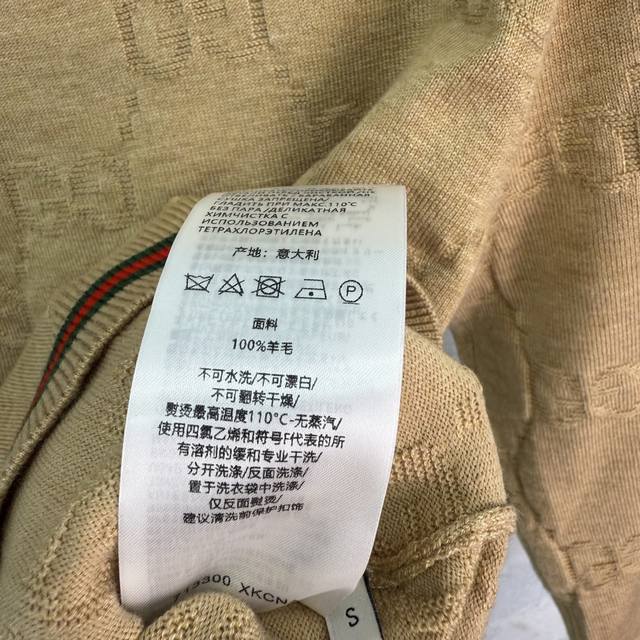 СУШКА ЗАПРЕЩЕНА/
ГЛАДИТЬ ПРИ МАКС.110°C
БЕЗ ПАРА/ДЕЛИКАТНАЯ
ХИМЧИСТКА С
ИСПОЛЬЗОВАНИЕМ
ТЕТРАХЛОРЭТИЛЕНА
产地: 意大利
P
面料
100%羊毛
不可水洗/不可漂白/
不可翻转干燥/
熨烫最高温度110°C-无蒸汽/
使用四氯乙烯和符号F代表的所
有溶剂的缓和专业干洗/
分开洗涤/反面洗涤/
置于洗衣袋中洗涤/
仅反面熨烫/
建议清洗前保护扣饰
XKCN
S